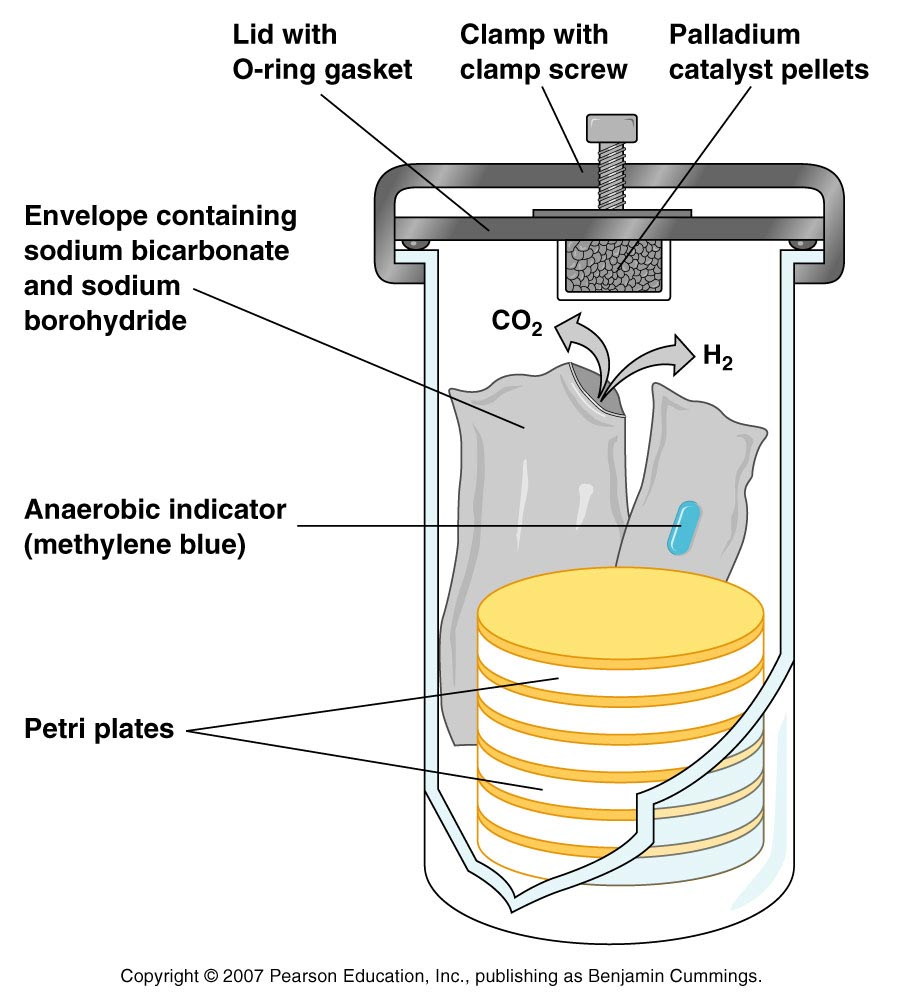 Lid with
O-ring gasket
Clamp with
clamp screw
Palladium
catalyst pellets
Envelope containing
sodium bicarbonate
and sodium
borohydride
CO₂
H₂
Anaerobic indicator
(methylene blue)
Petri plates
Copyright © 2007 Pearson Education, Inc., publishing as Benjamin Cummings.